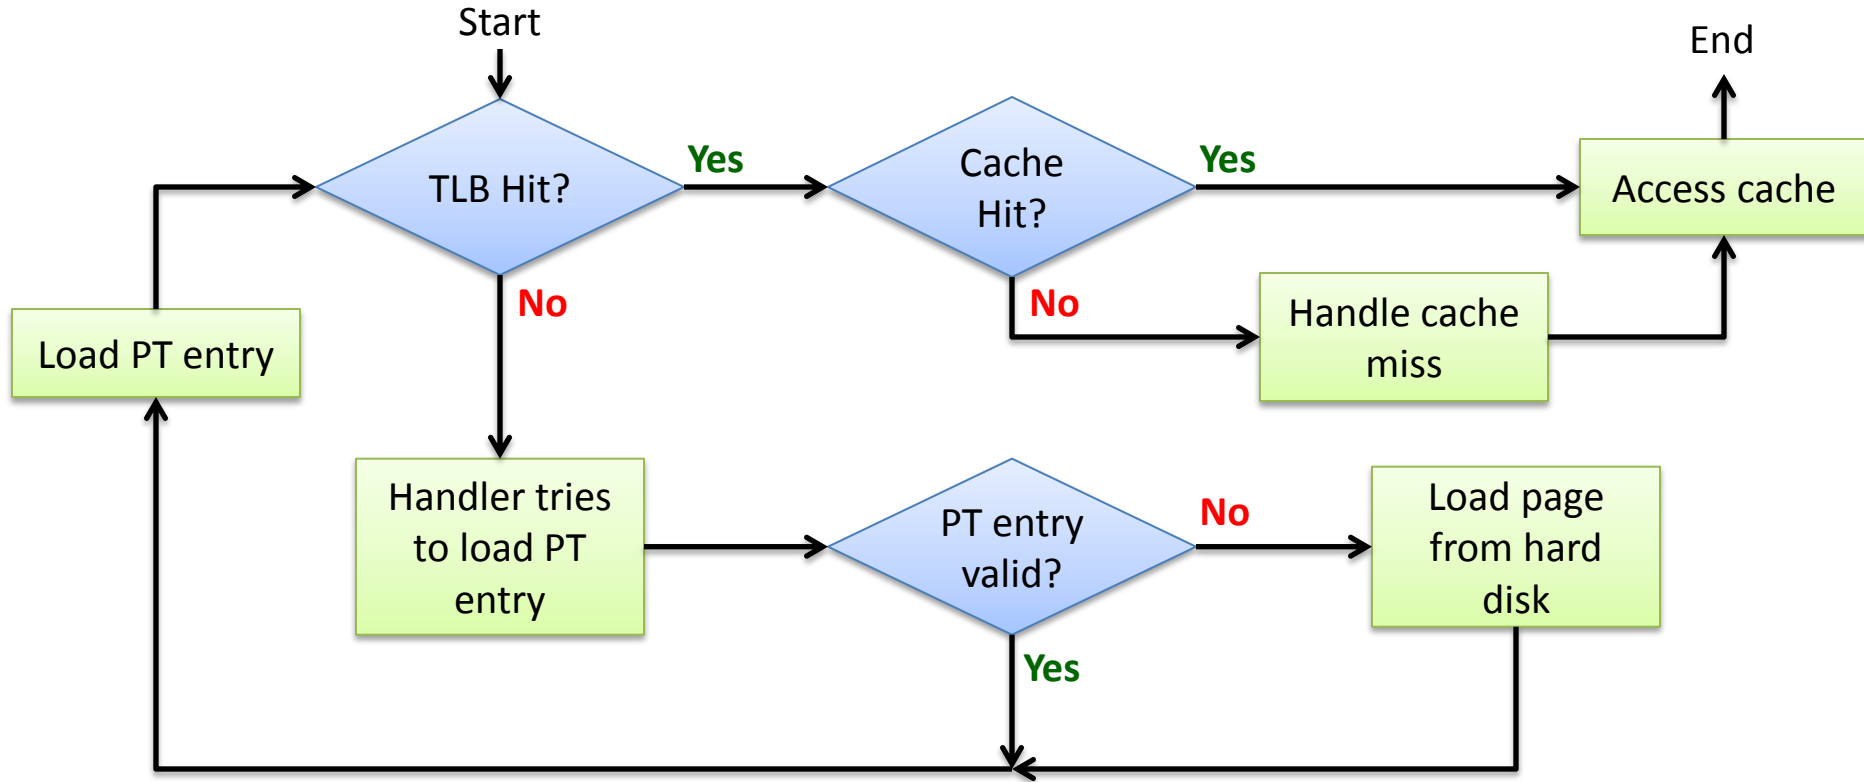 Start
End
TLB Hit?
Yes
Cache
Hit?
Yes
Access cache
No
No
Load PT entry
Handle cache
miss
Handler tries
to load PT
entry
PT entry
valid?
No
Load page
from hard
disk
Yes